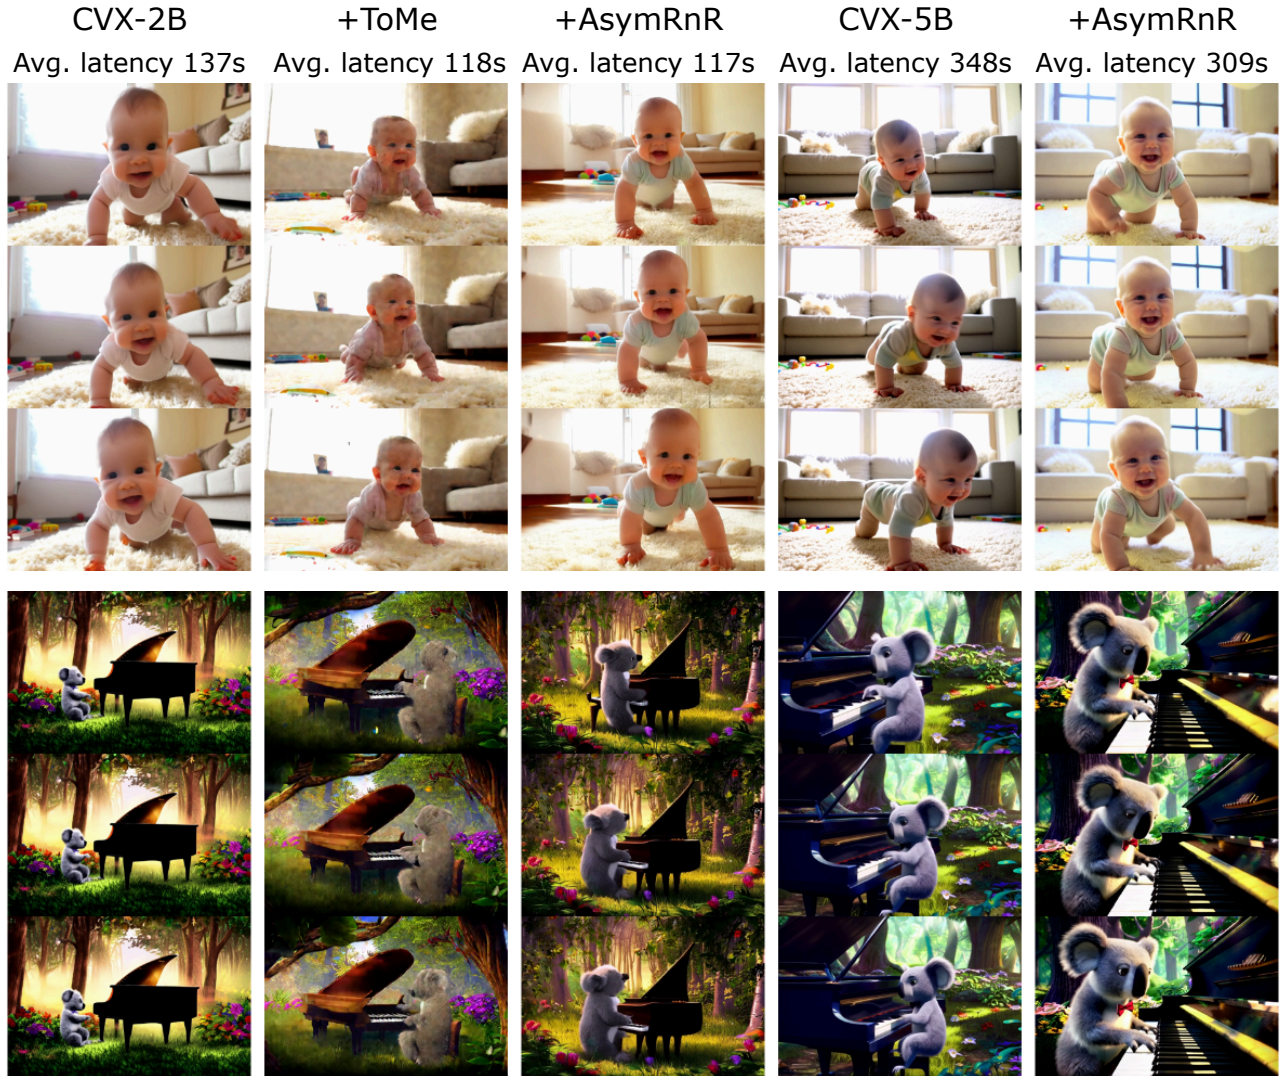 CVX-2B +ToMe +AsymRnR CVX-5B +AsymRnR
Avg. latency 137s Avg. latency 118s Avg. latency 117s Avg. latency 348s Avg. latency 309s